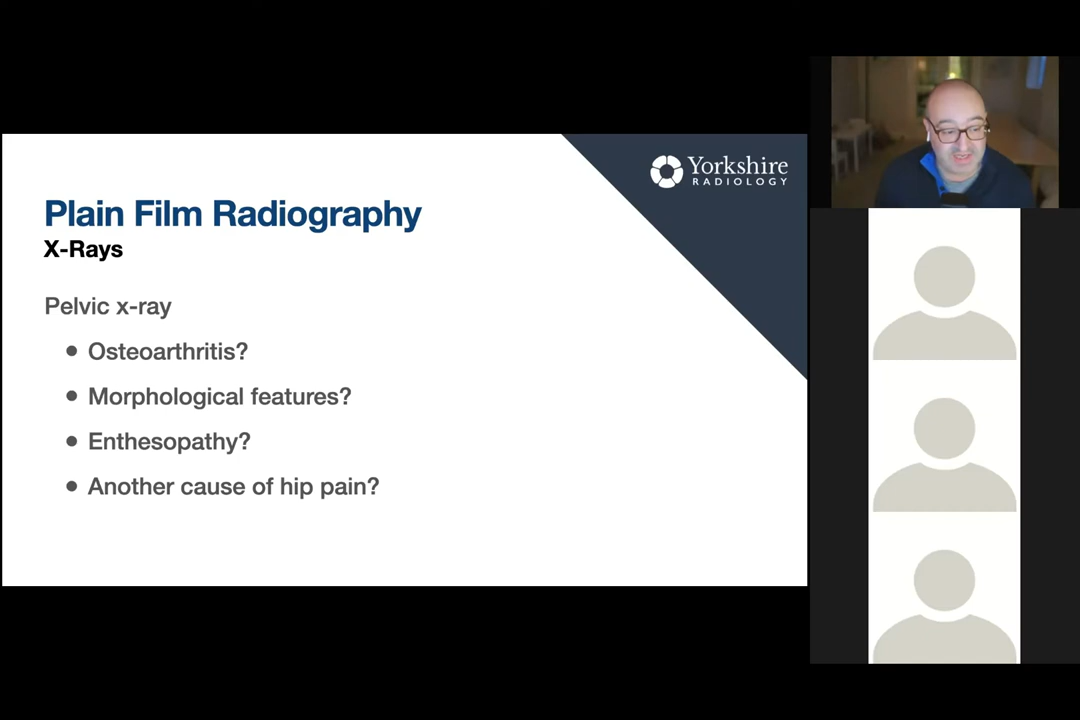 Yorkshire
RADIOLOGY
Plain Film Radiography
X-Rays
Pelvic x-ray
• Osteoarthritis?
• Morphological features?
• Enthesopathy?
• Another cause of hip pain?